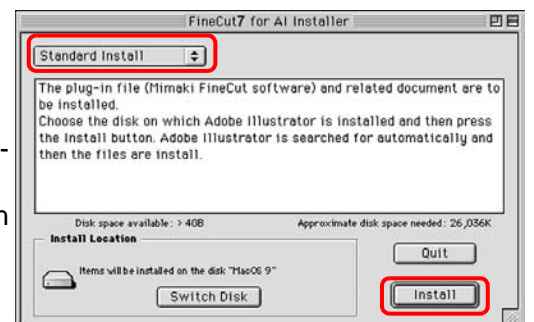 FineCut7 for AI Installer
Standard Install
The plug-in file (Mimaki FineCut software) and related document are to
be installed.
Choose the disk on which Adobe Illustrator is installed and then press
the Install button. Adobe Illustrator is searched for automatically and
then the files are install.
-
n
Disk space available: > 4GB Approximate disk space needed: 26,036K
Install Location
Items will be installed on the disk "MacOS 9"
Quit
Switch Disk
Install